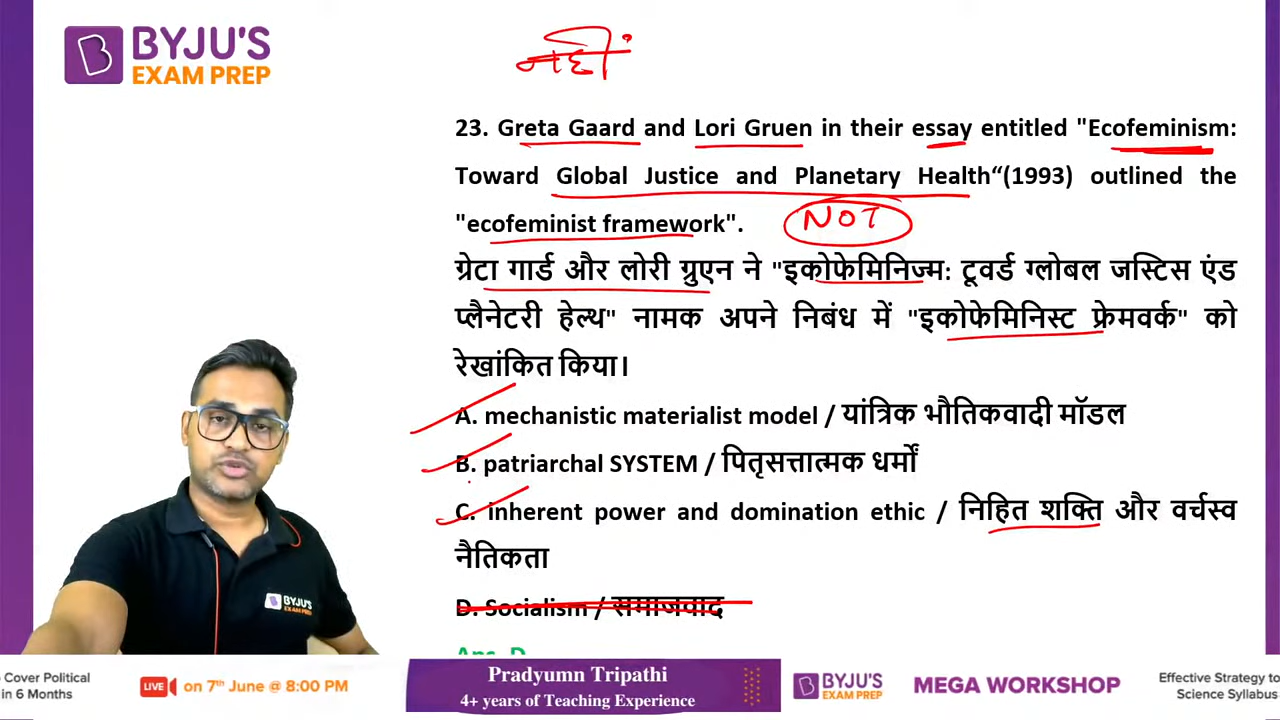 BYJU'S
EXAM PREP
नहीं
23. Greta Gaard and Lori Gruen in their essay entitled "Ecofeminism:
Toward Global Justice and Planetary Health“(1993) outlined the
"ecofeminist framework".
NOT
ग्रेटा गार्ड और लोरी ग्रुएन ने "इकोफेमिनिज्म: टूवर्ड ग्लोबल जस्टिस एंड
प्लैनेटरी हेल्थ" नामक अपने निबंध में "इकोफेमिनिस्ट फ्रेमवर्क" को
रेखांकित किया।
A. mechanistic materialist model / यांत्रिक भौतिकवादी मॉडल
B. patriarchal SYSTEM / पितृसत्तात्मक धर्मों
C. inherent power and domination ethic / निहित शक्ति और वर्चस्व
नैतिकता
D. Socialism / समाजवाद
Ans. D
BYJU'S
EXAM PREP
Cover Political
in 6 Months
LIVE on 7th June @ 8:00 PM
Pradyumn Tripathi
4+ years of Teaching Experience
BYJU'S
EXAM PREP
MEGA WORKSHOP
Effective Strategy to
Science Syllabus